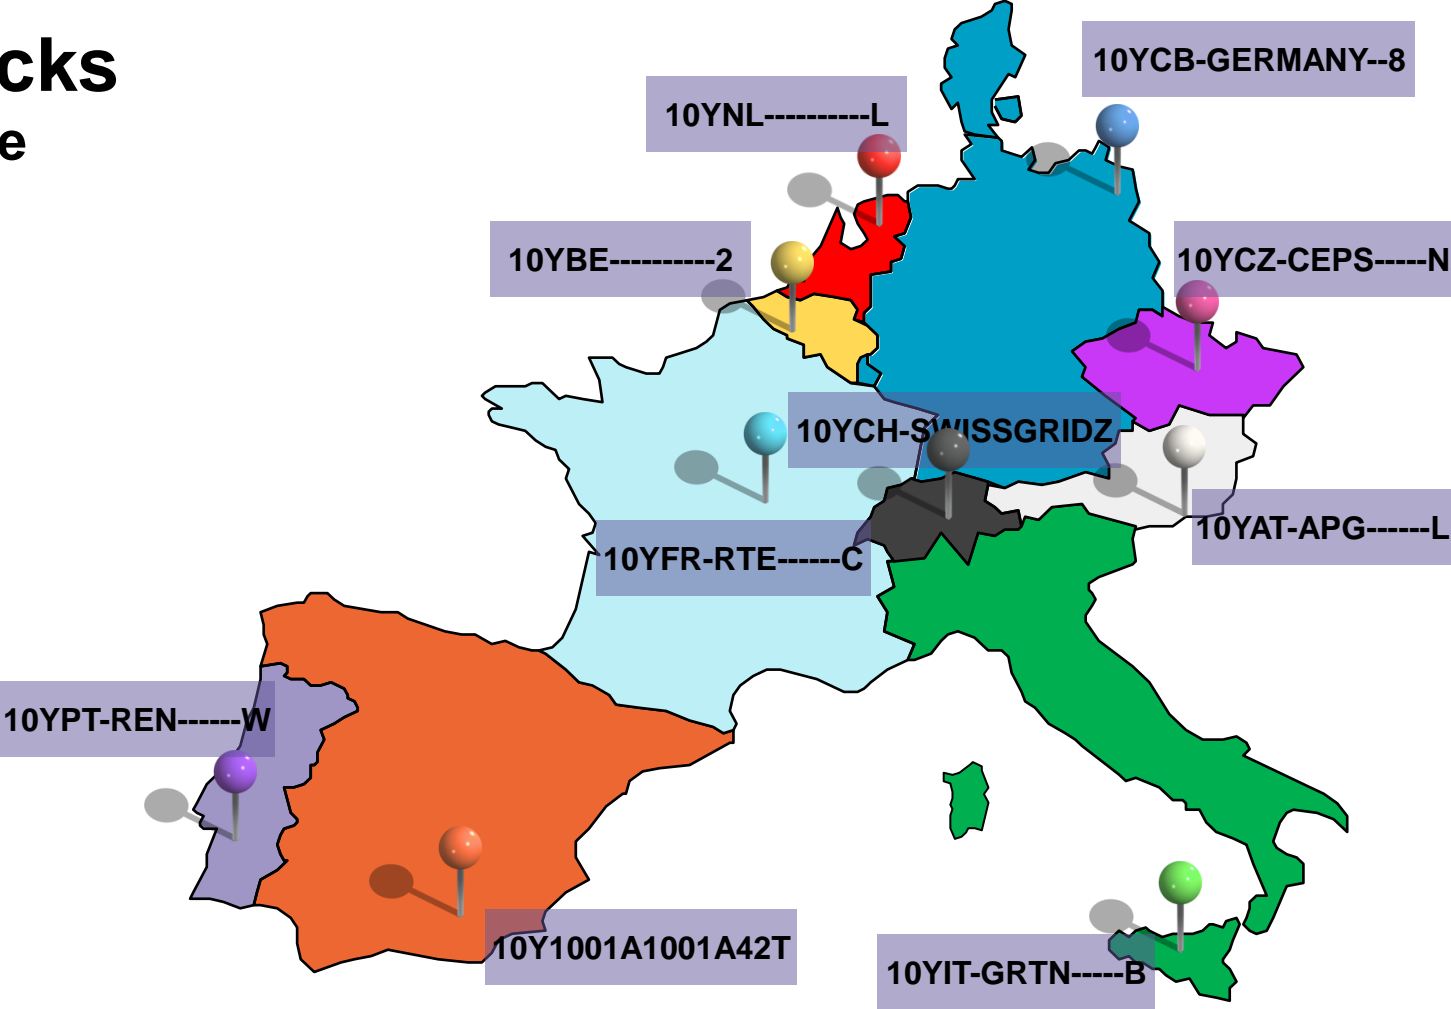 cks
e
10YCB-GERMANY--8
10YNL----------L
10YBE----------2
10YCZ-CEPS-----N
10YCH-SWISSGRIDZ
10YAT-APG------L
10YFR-RTE------C
10YPT-REN------W
10Y1001A1001A42T
10YIT-GRTN-----B